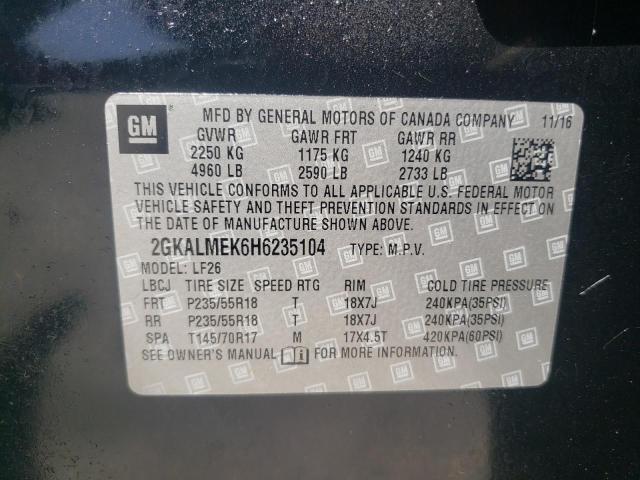 GM MFD BY GENERAL MOTORS OF CANADA COMPANY 11/16
GVWR GAWR FRT GAWR RR
2250 KG 1175 KG 1240 KG
4960 LB 2590 LB 2733 LB
THIS VEHICLE CONFORMS TO ALL APPLICABLE U.S. FEDERAL MOTOR
VEHICLE SAFETY AND THEFT PREVENTION STANDARDS IN EFFECT ON
THE DATE OF MANUFACTURE SHOWN ABOVE.
2GKALMEK6H6235104 TYPE: M.P.V.
MODEL: LF26
LBCJ TIRE SIZE SPEED RTG RIM COLD TIRE PRESSURE
FRT P235/55R18 T 18X7J 240KPA(35PSI)
RR P235/55R18 T 18X7J 240KPA(35PSI)
SPA T145/70R17 M 17X4.5T 420KPA(60PSI)
SEE OWNER'S MANUAL FOR MORE INFORMATION.